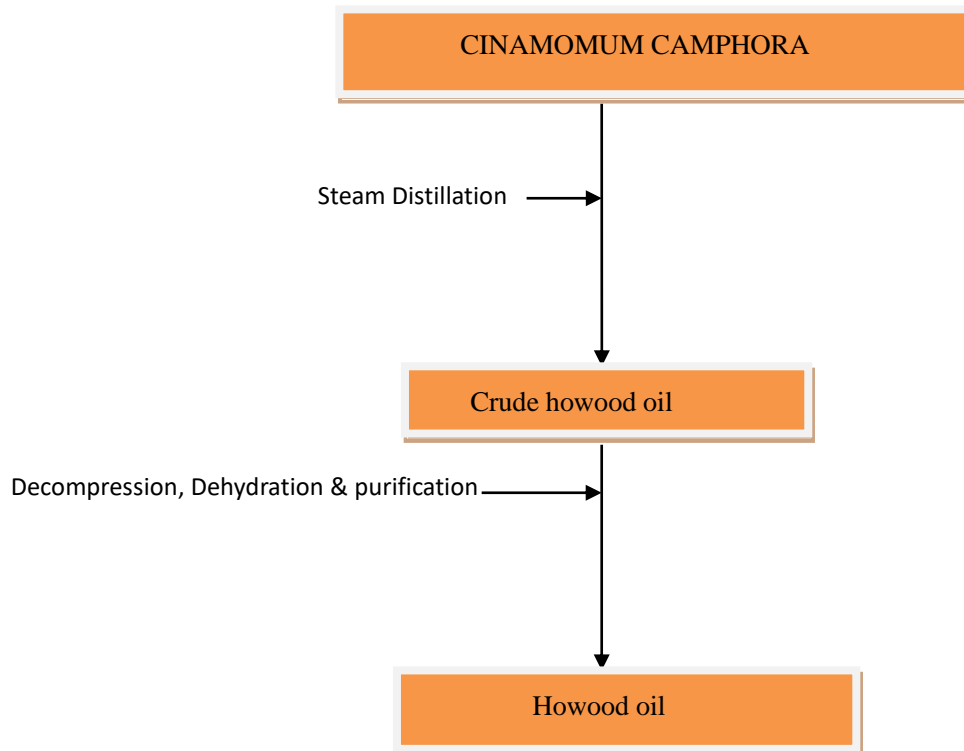 CINAMOMUM CAMPHORA
Steam Distillation
Crude howood oil
Decompression, Dehydration & purification
Howood oil